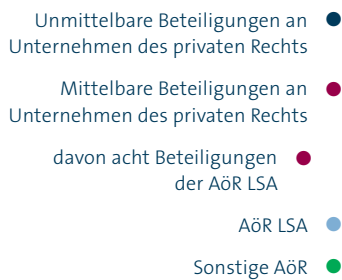 Unmittelbare Beteiligungen an
Unternehmen des privaten Rechts
Mittelbare Beteiligungen an
Unternehmen des privaten Rechts
davon acht Beteiligungen
der AöR LSA
AöR LSA
Sonstige AöR